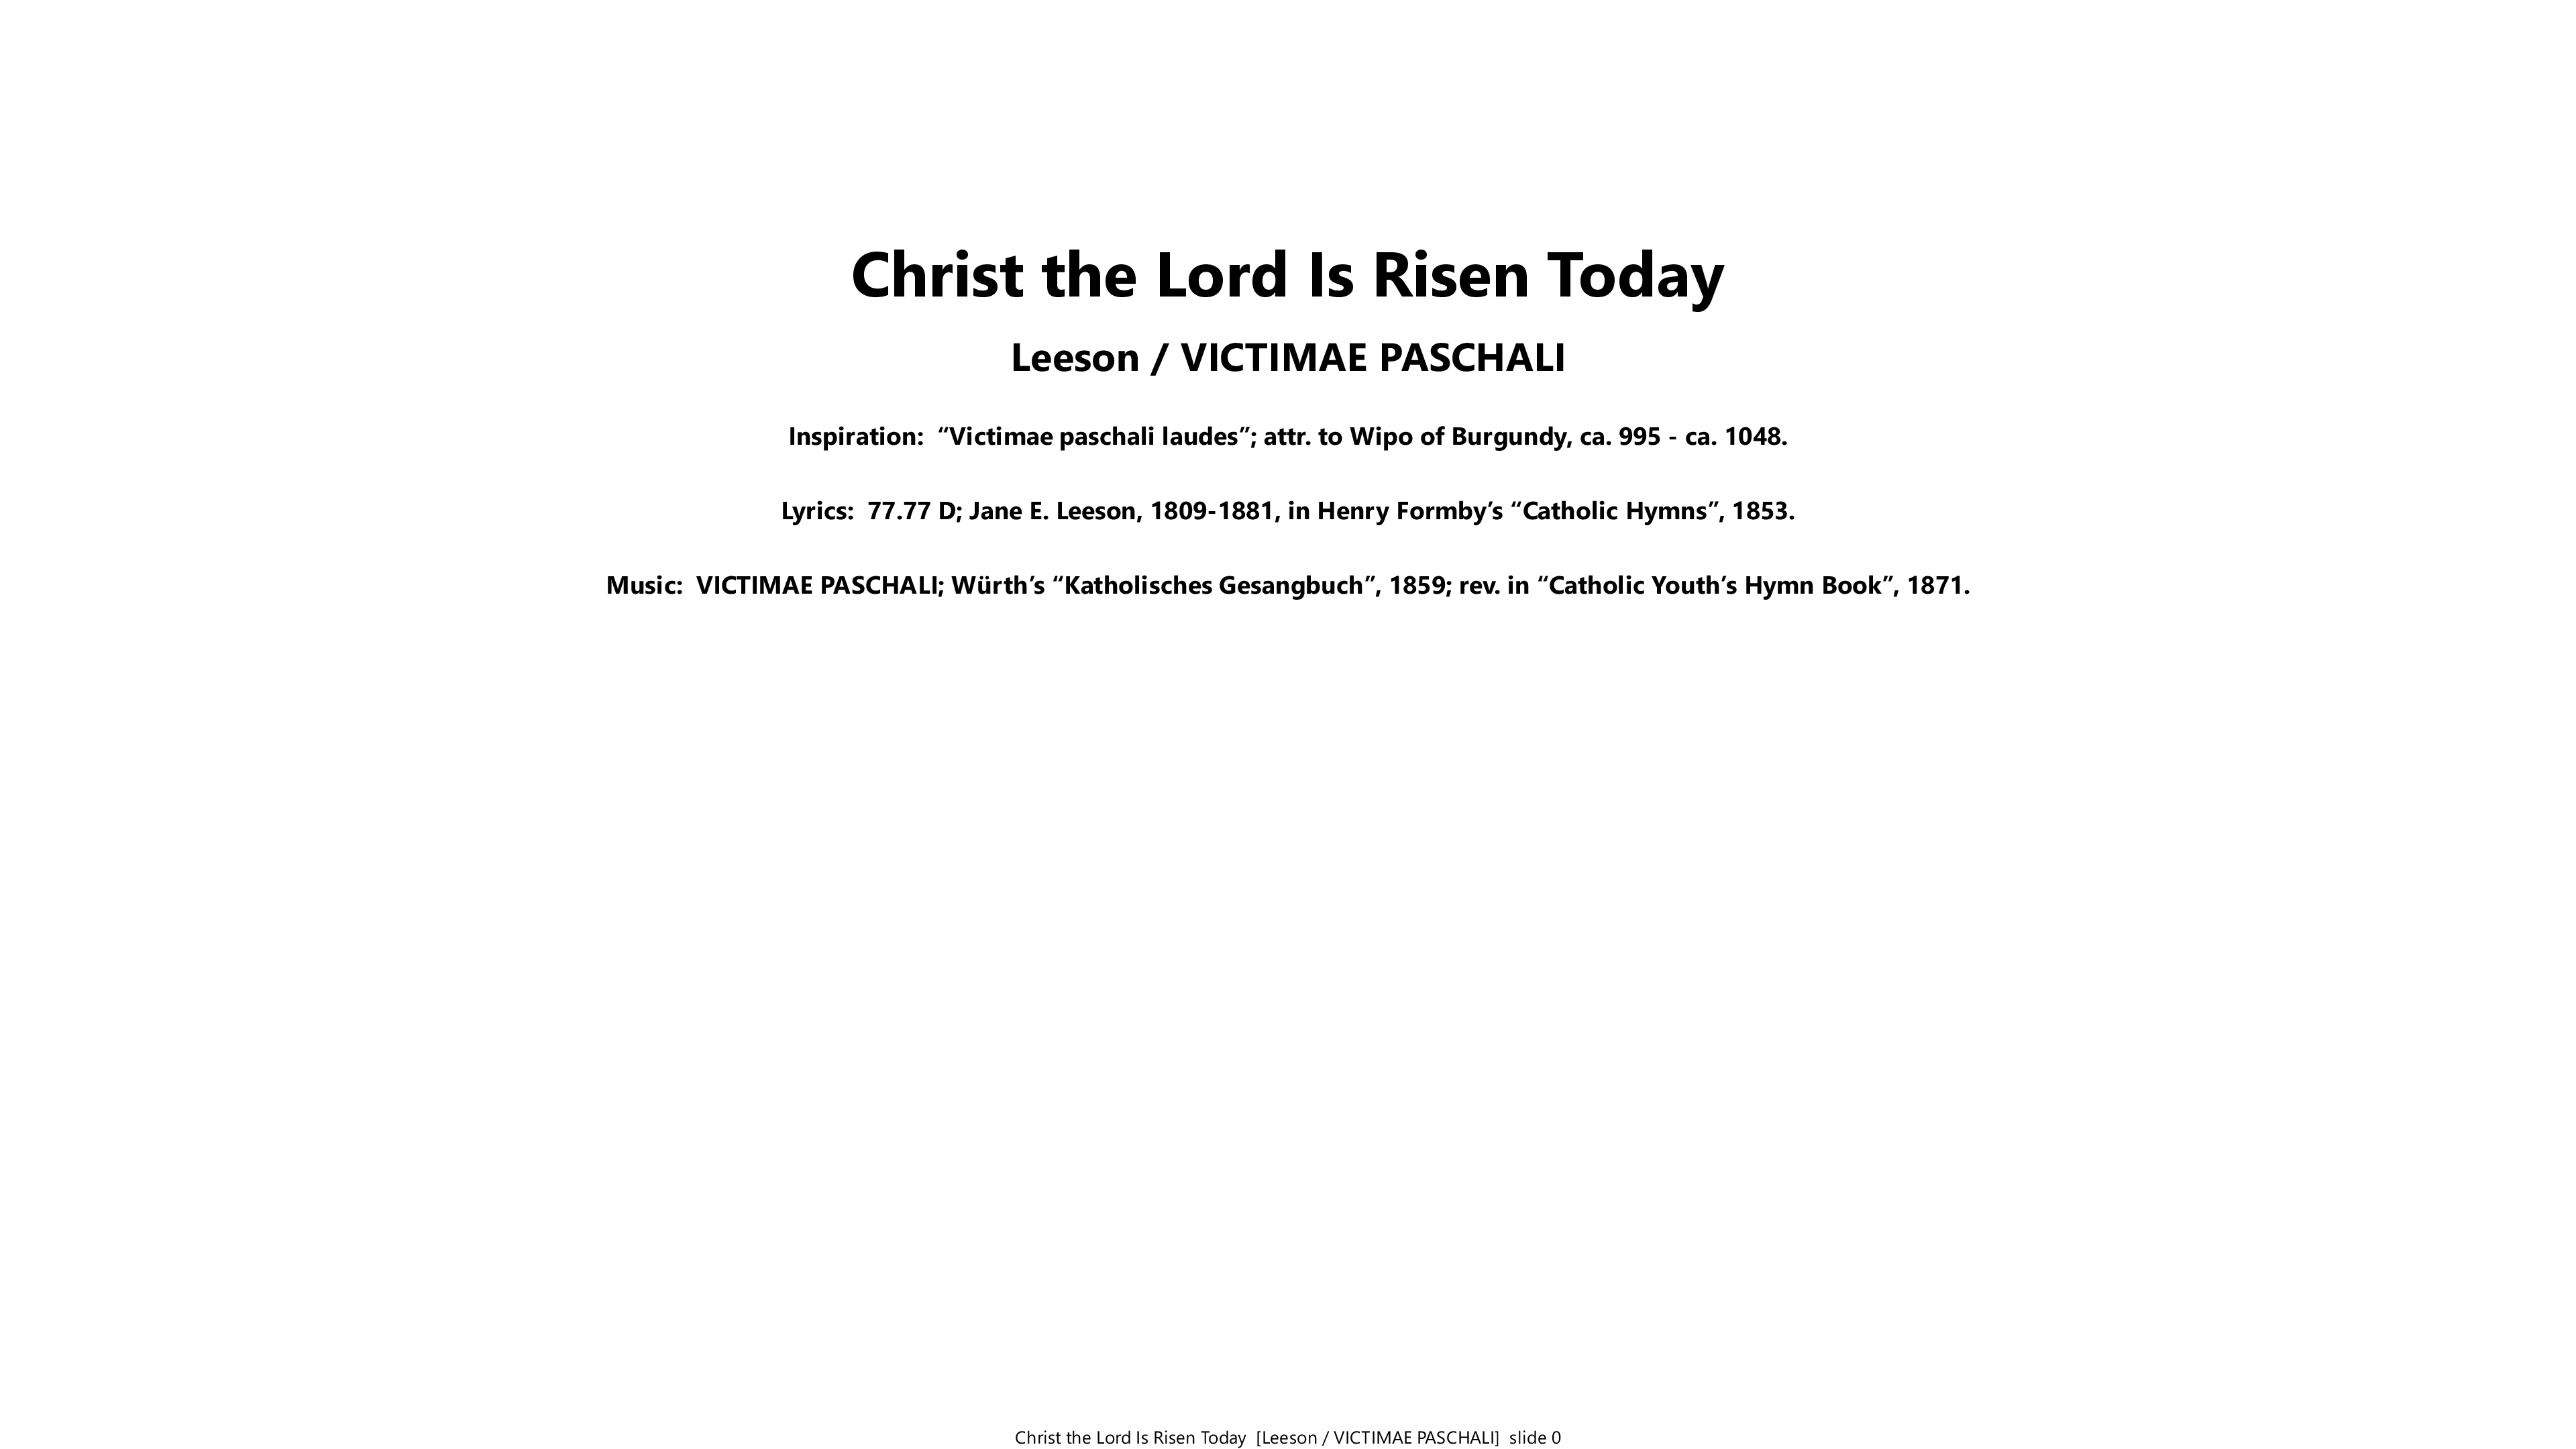 Christ the Lord Is Risen Today
Leeson / VICTIMAE PASCHALI
Inspiration:  “Victimae paschali laudes”; attr. to Wipo of Burgundy, ca. 995 - ca. 1048.
Lyrics:  77.77 D; Jane E. Leeson, 1809-1881, in Henry Formby’s “Catholic Hymns”, 1853.
Music:  VICTIMAE PASCHALI; Würth’s “Katholisches Gesangbuch”, 1859; rev. in “Catholic Youth’s Hymn Book”, 1871.
Christ the Lord Is Risen Today  [Leeson / VICTIMAE PASCHALI]  slide 0